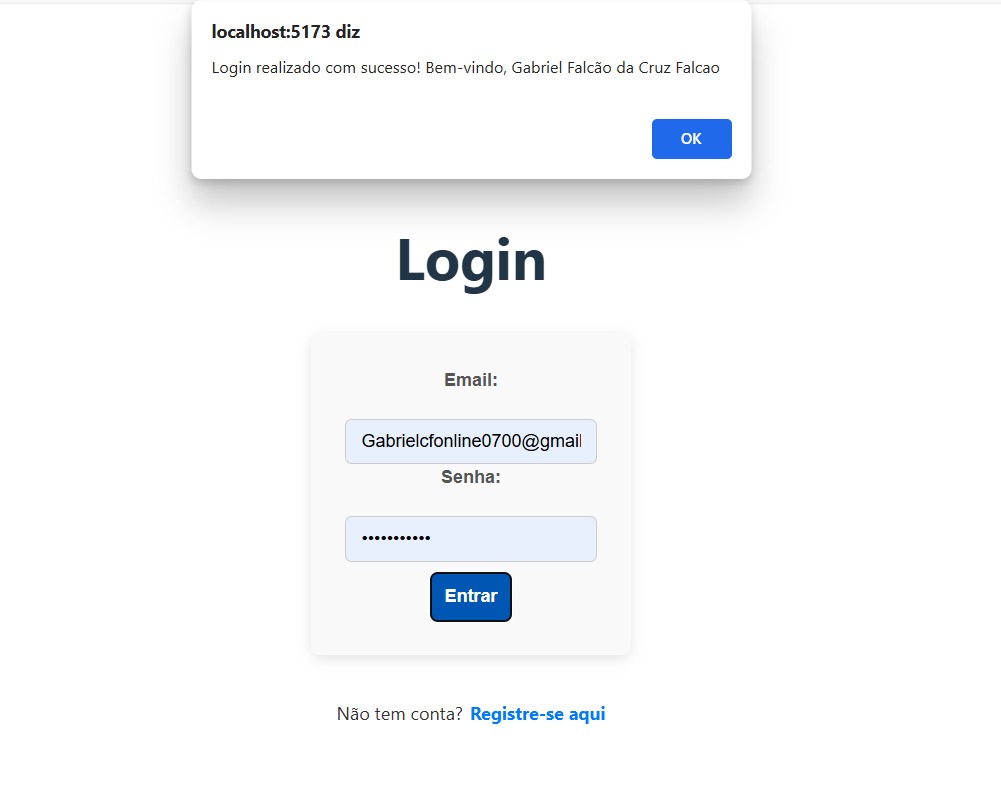 localhost:5173 diz
Login realizado com sucesso! Bem-vindo, Gabriel Falcão da Cruz Falcao
OK
Login
Email:
Gabrielcfonline0700@gmail
Senha:
•••••••••••
Entrar
Não tem conta? Registre-se aqui